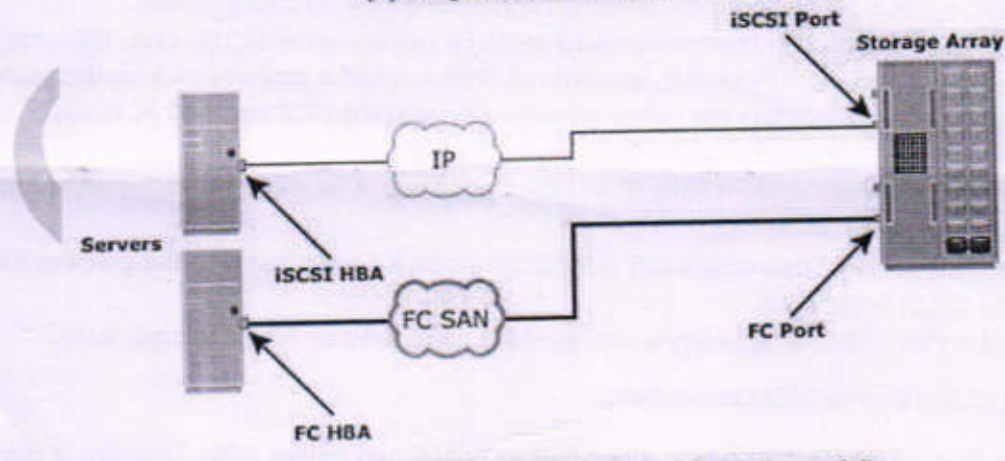 iSCSI Port
Storage Array
IP
Servers
iSCSI HBA
FC SAN
FC Port
FC HBA